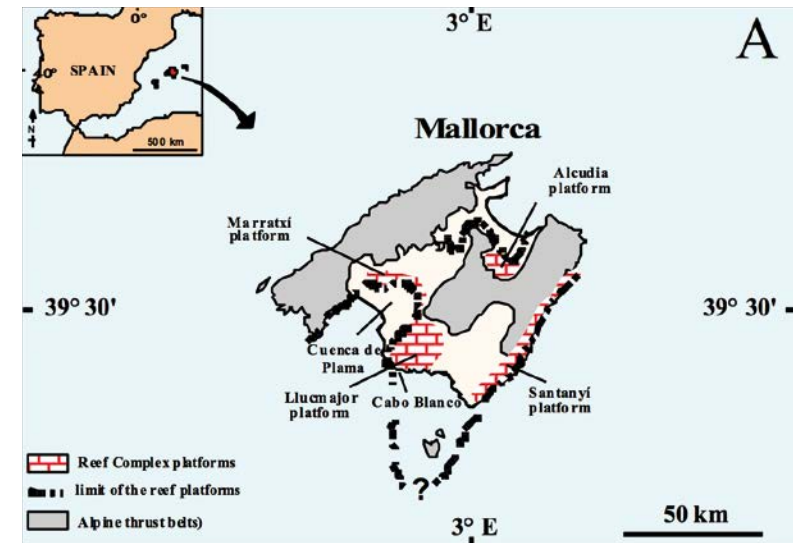 0°
3° E
A
40°
SPAIN
N
500 km
Mallorca
Alcudia
platform
Marratxí
platform
39° 30'
39° 30'
Cuenca de
Plama
Llucmajor
platform
Cabo Blanco
Santanyí
platform
Reef Complex platforms
limit of the reef platforms
?
Alpine thrust belts)
3° E
50 km